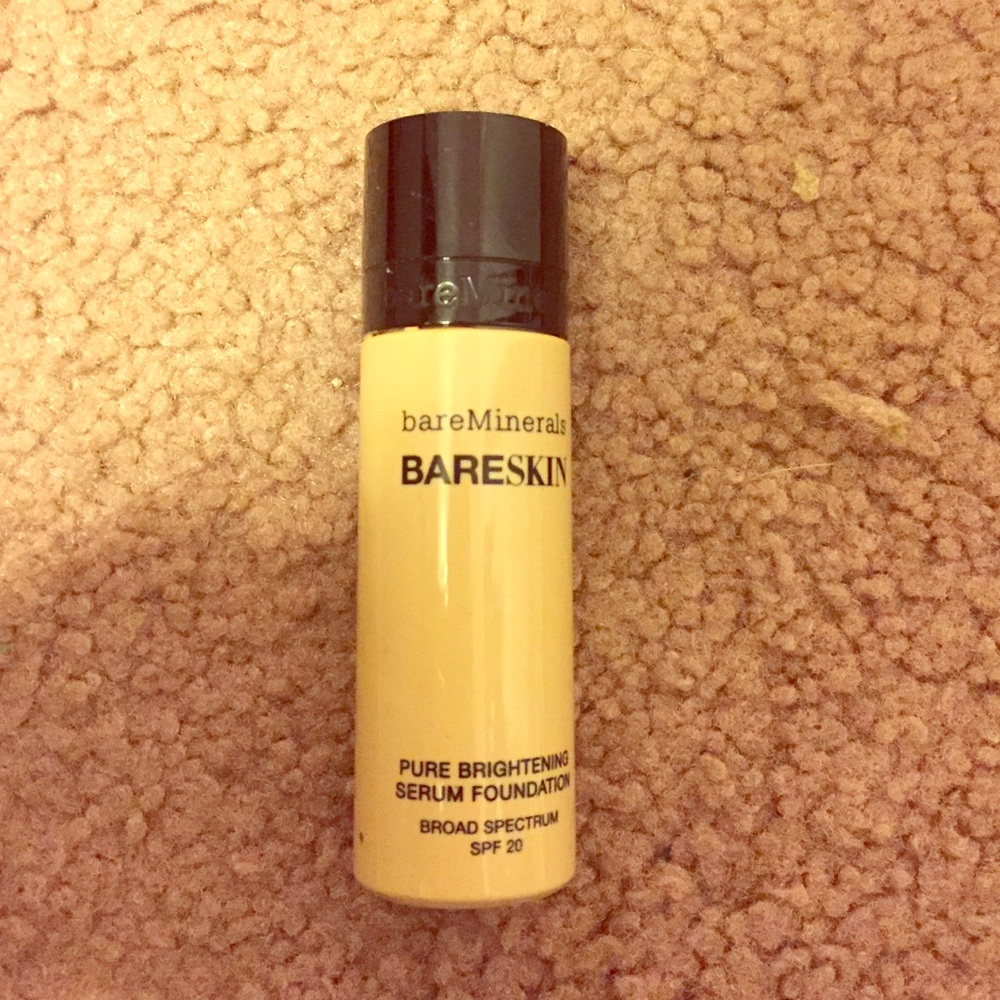 bareMinerals
BARESKIN
PURE BRIGHTENING
SERUM FOUNDATION
BROAD SPECTRUM
SPF 20